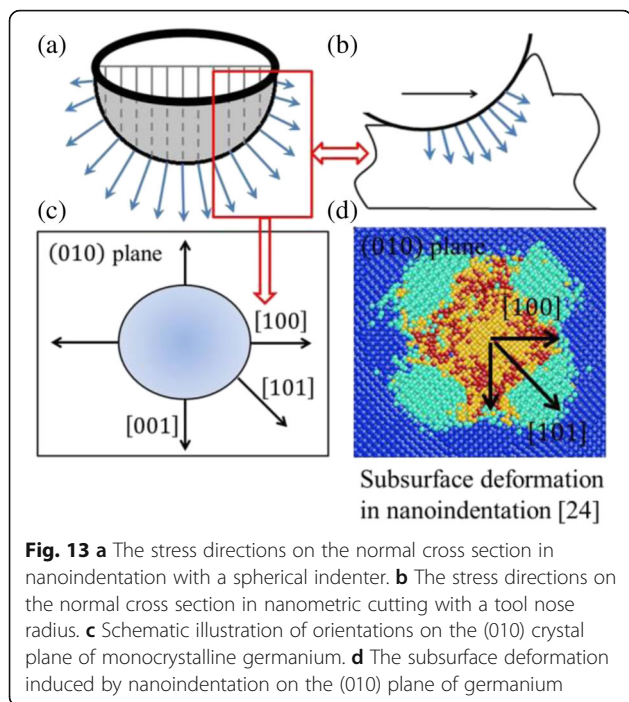 (a)
(b)
(c)
(010) plane
[100]
[101]
[001]
(d)
(010) plane
[100]
[101]
Subsurface deformation
in nanoindentation [24]
Fig. 13 a The stress directions on the normal cross section in
nanoindentation with a spherical indenter. b The stress directions on
the normal cross section in nanometric cutting with a tool nose
radius. c Schematic illustration of orientations on the (010) crystal
plane of monocrystalline germanium. d The subsurface deformation
induced by nanoindentation on the (010) plane of germanium